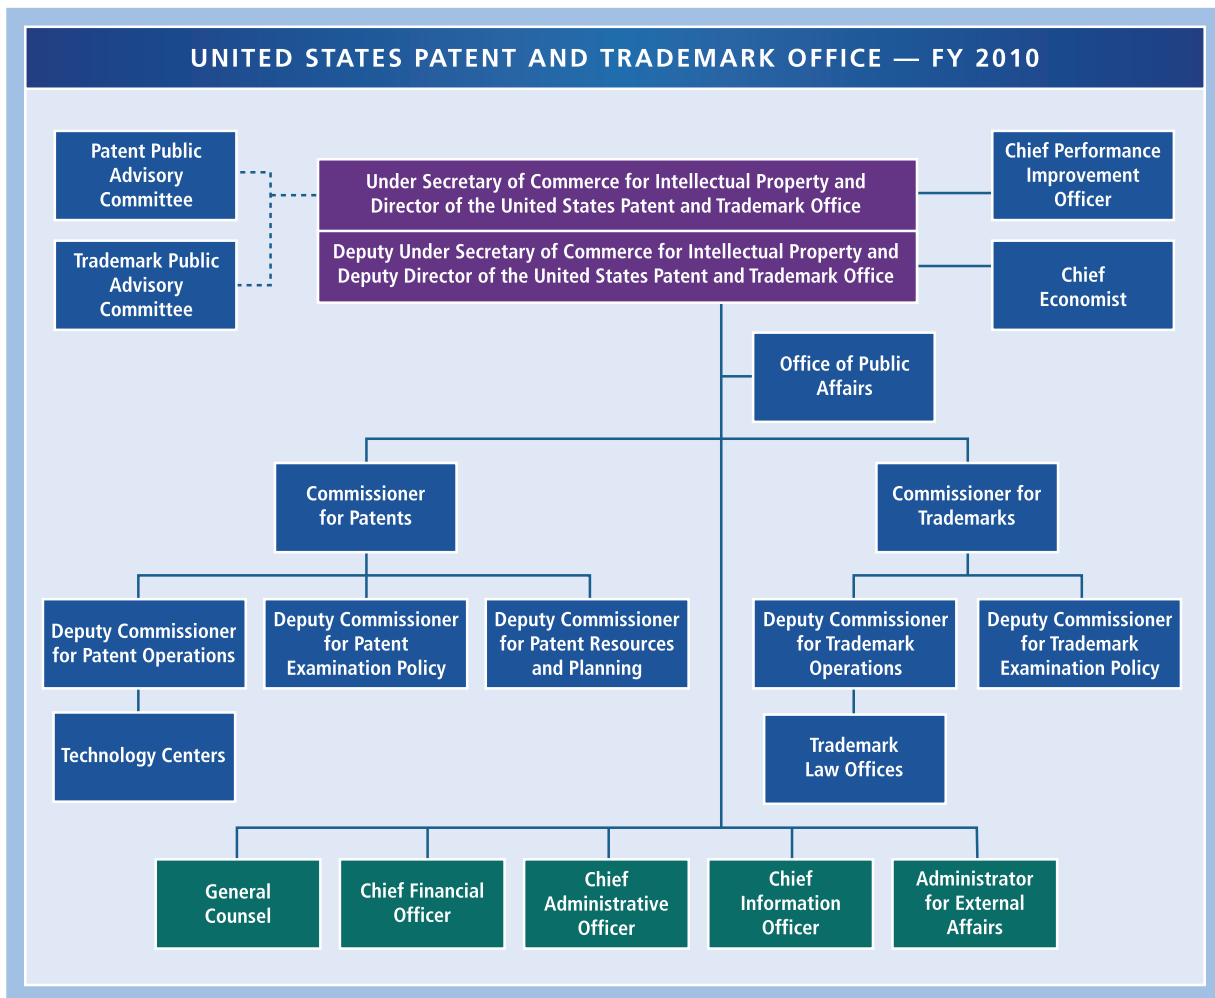 UNITED STATES PATENT AND TRADEMARK OFFICE — FY 2010
Patent Public
Advisory
Committee
Trademark Public
Advisory
Committee
Under Secretary of Commerce for Intellectual Property and
Director of the United States Patent and Trademark Office
Deputy Under Secretary of Commerce for Intellectual Property and
Deputy Director of the United States Patent and Trademark Office
Chief Performance
Improvement
Officer
Chief
Economist
Office of Public
Affairs
Commissioner
for Patents
Commissioner for
Trademarks
Deputy Commissioner
for Patent Operations
Deputy Commissioner
for Patent
Examination Policy
Deputy Commissioner
for Patent Resources
and Planning
Deputy Commissioner
for Trademark
Operations
Deputy Commissioner
for Trademark
Examination Policy
Technology Centers
Trademark
Law Offices
General
Counsel
Chief Financial
Officer
Chief
Administrative
Officer
Chief
Information
Officer
Administrator
for External
Affairs